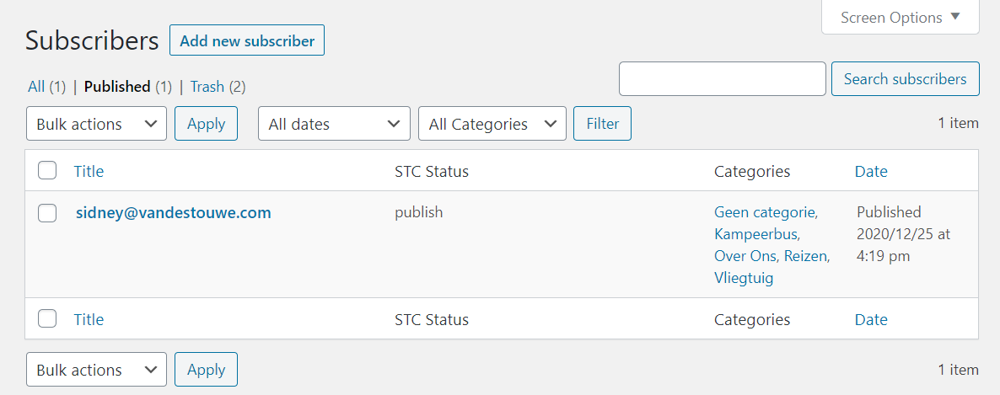 Screen Options ▼
Subscribers Add new subscriber
All (1) | Published (1) | Trash (2)
Search subscribers
Bulk actions Apply All dates All Categories Filter 1 item
Title STC Status Categories Date
sidney@vandestouwe.com publish Geen categorie, Published
Kampeerbus, 2020/12/25 at
Over Ons, Reizen, 4:19 pm
Vliegtuig
Title STC Status Categories Date
Bulk actions Apply 1 item